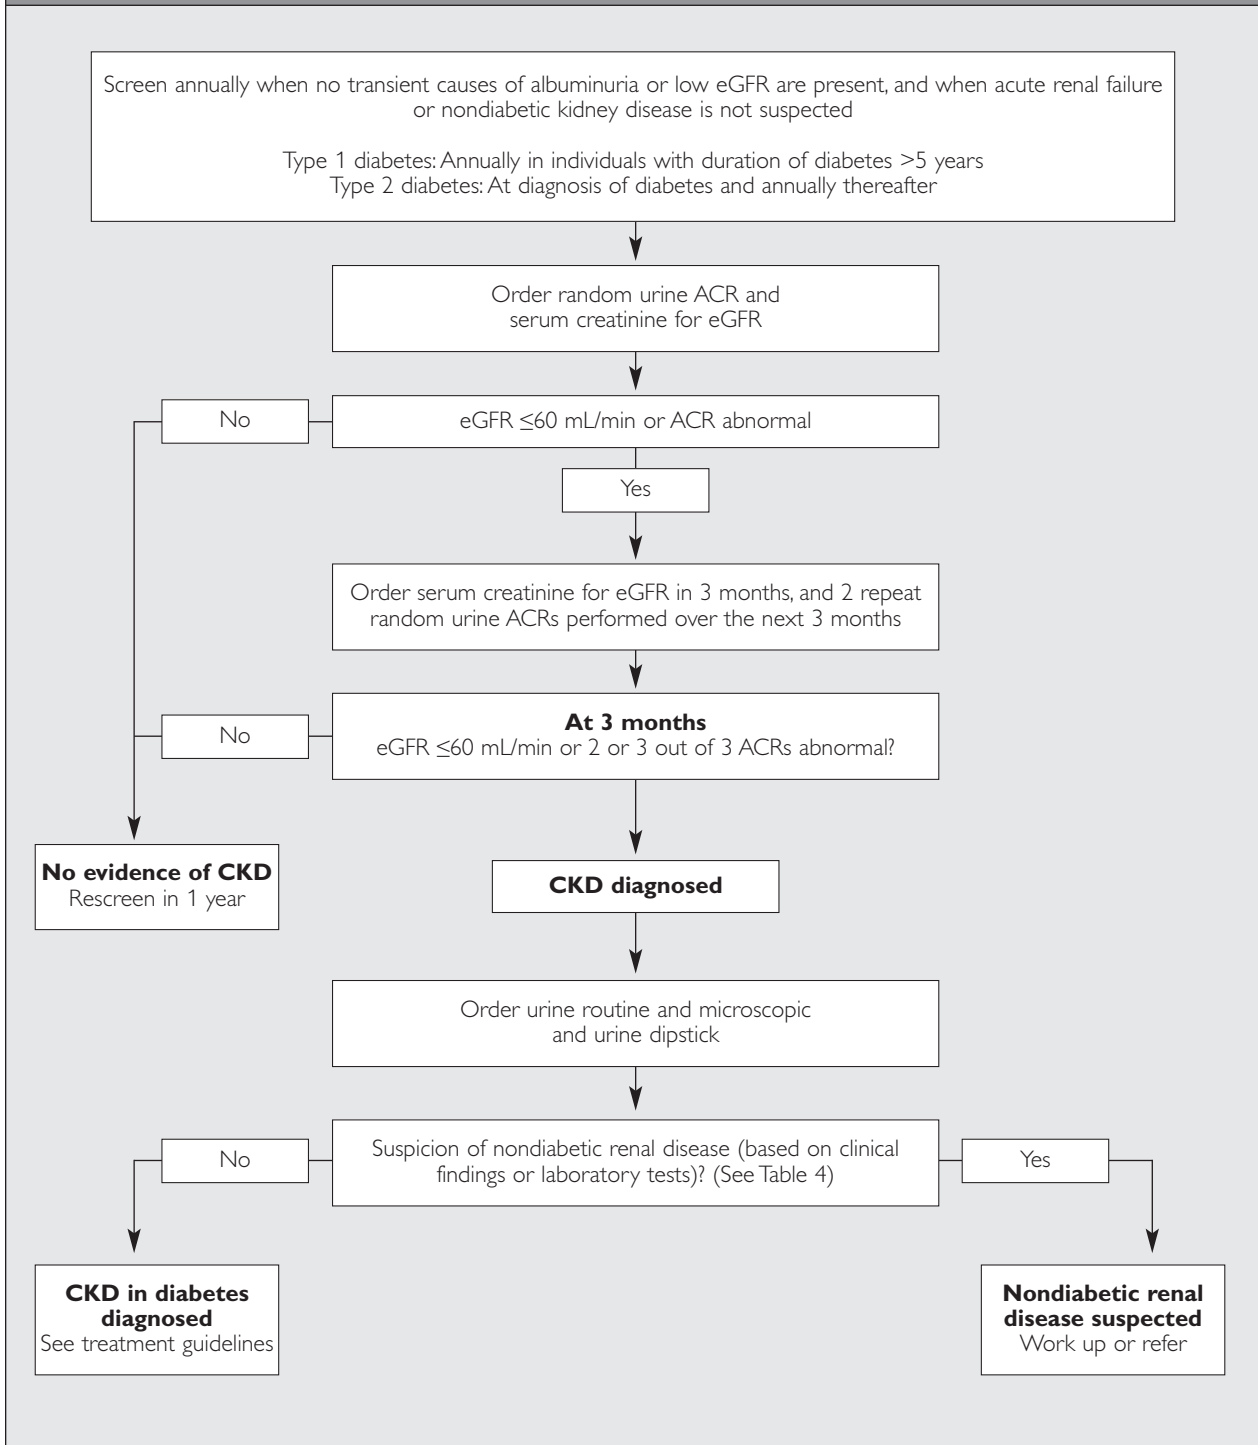 Screen annually when no transient causes of albuminuria or low eGFR are present, and when acute renal failure
or nondiabetic kidney disease is not suspected
Type 1 diabetes: Annually in individuals with duration of diabetes >5 years
Type 2 diabetes: At diagnosis of diabetes and annually thereafter
Order random urine ACR and
serum creatinine for eGFR
No
eGFR ≤60 mL/min or ACR abnormal
Yes
Order serum creatinine for eGFR in 3 months, and 2 repeat
random urine ACRs performed over the next 3 months
At 3 months
No
eGFR ≤60 mL/min or 2 or 3 out of 3 ACRs abnormal?
No evidence of CKD
Rescreen in 1 year
CKD diagnosed
Order urine routine and microscopic
and urine dipstick
No
Suspicion of nondiabetic renal disease (based on clinical
findings or laboratory tests)? (See Table 4)
Yes
CKD in diabetes
diagnosed
See treatment guidelines
Nondiabetic renal
disease suspected
Work up or refer